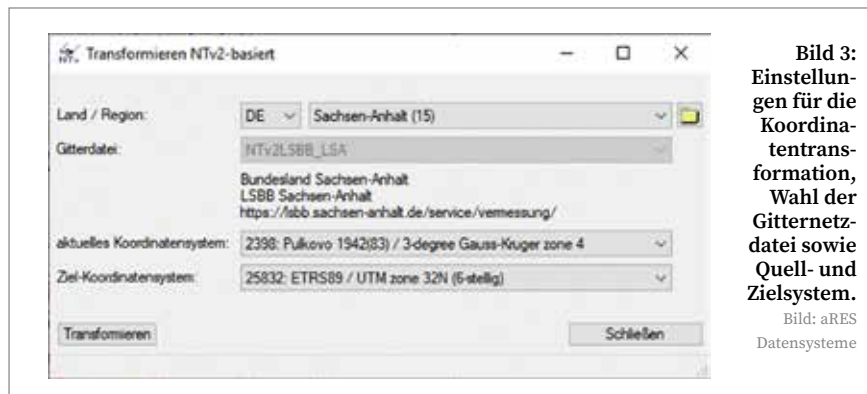 Transformieren NTv2-basiert
Land / Region: DE Sachsen-Anhalt (15)
Gitterdatei: NTv2LSBB_LSA
Bundesland Sachsen-Anhalt
LSBB Sachsen-Anhalt
https://lsbb.sachsen-anhalt.de/service/vermessung/
aktuelles Koordinatensystem: 2398: Pulkovo 1942(83) / 3-degree Gauss-Kruger zone 4
Ziel-Koordinatensystem: 25832: ETRS89 / UTM zone 32N (6-stellig)
Transformieren Schließen
Bild 3:
Einstellun-
gen für die
Koordina-
tentrans-
formation,
Wahl der
Gitternetz-
datei sowie
Quell- und
Zielsystem.
Bild: aRES
Datensysteme